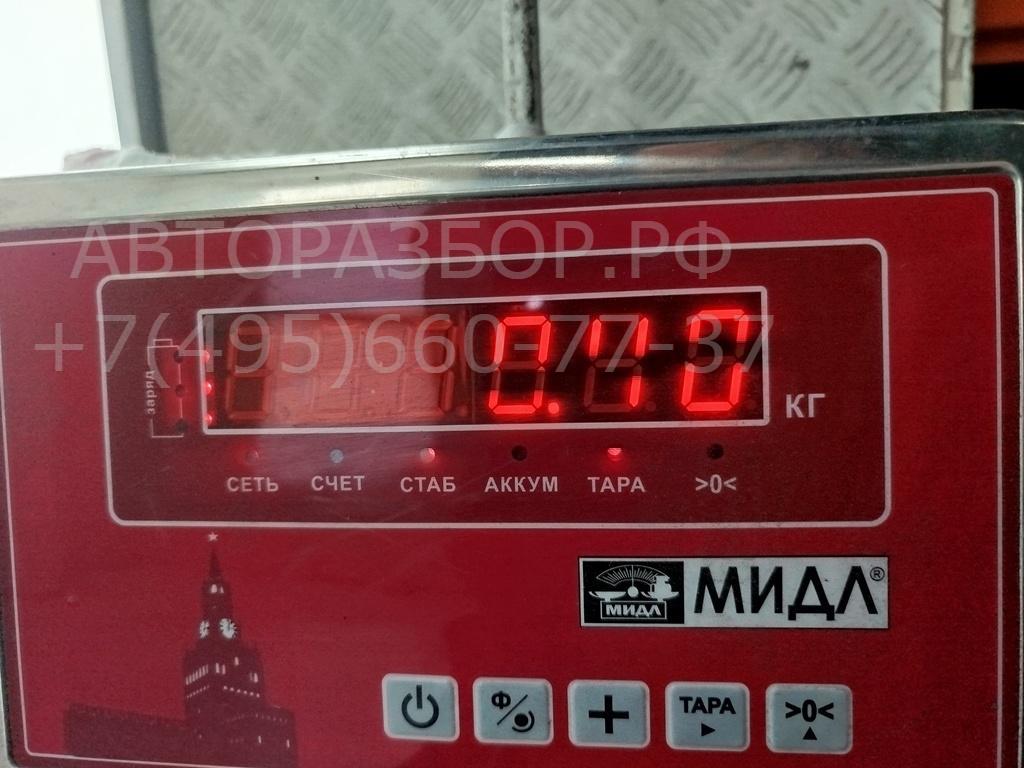 АВТОРАЗБОР.РФ
+7(495)660-77-37
заряд
0.10
КГ
СЕТЬ СЧЕТ СТАБ АККУМ ТАРА >0<
МИДЛ МИДЛ®
Ф/ + ТАРА >0<